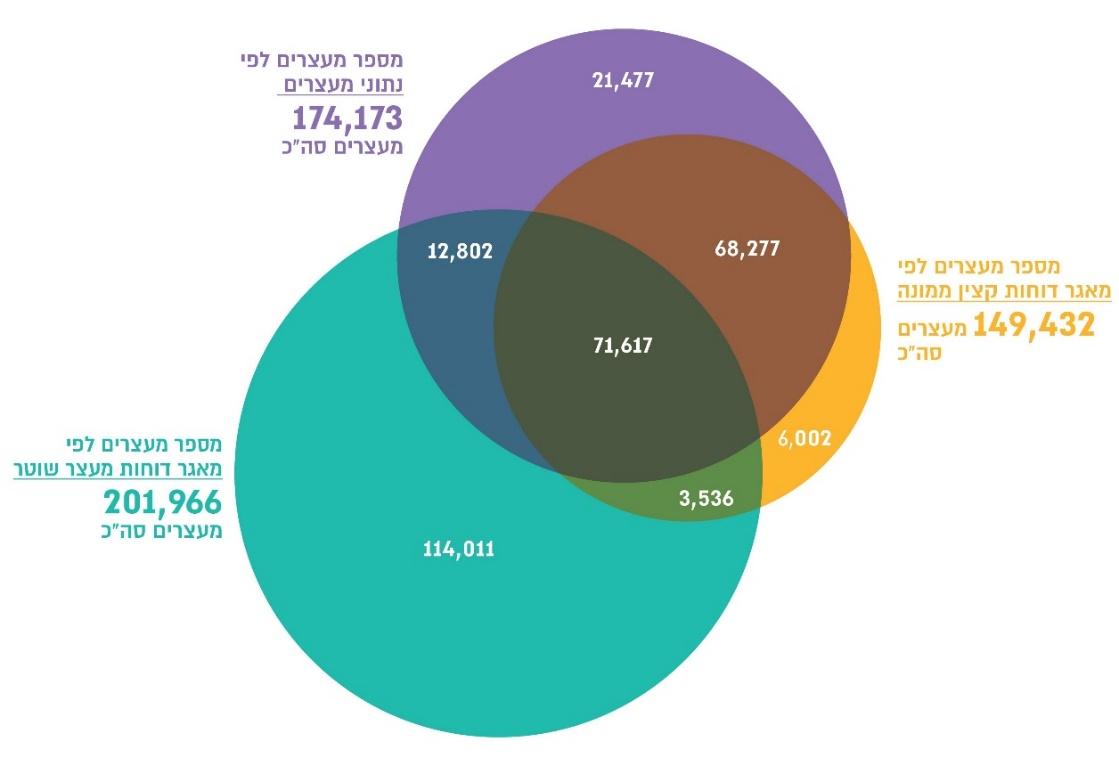 מספר מעצרים לפי
נתוני מעצרים
174,173
מעצרים סה"כ
21,477
12,802
68,277
71,617
מספר מעצרים לפי
מאגר דוחות קצין ממונה
149,432 מעצרים
סה"כ
6,002
3,536
מספר מעצרים לפי
מאגר דוחות מעצר שוטר
201,966
מעצרים סה"כ
114,011